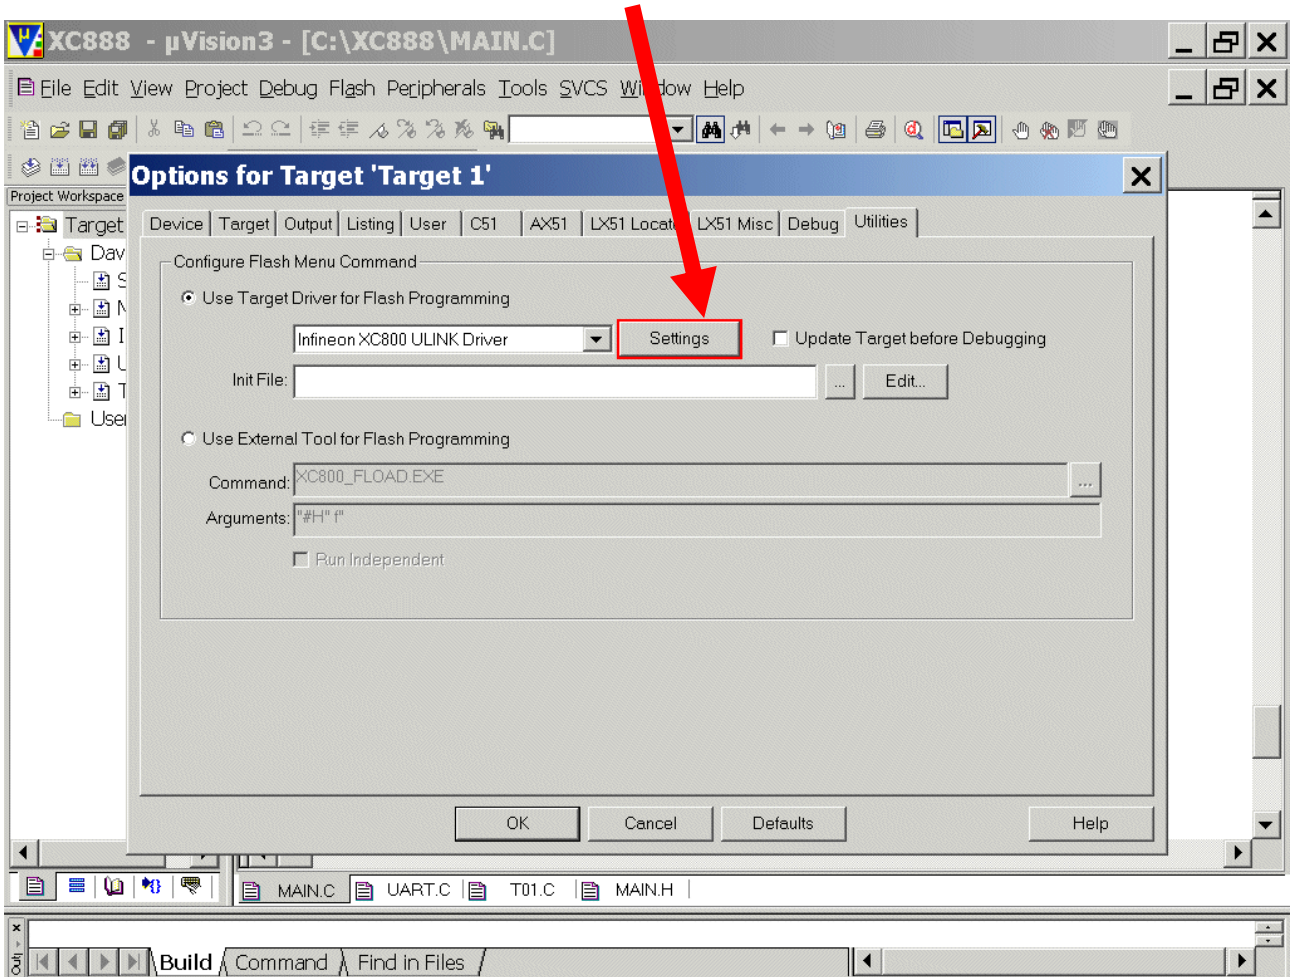 XC888 - µVision3 - [C:\XC888\MAIN.C]
File Edit View Project Debug Flash Peripherals Tools SVCS Window Help
Project Workspace
Options for Target 'Target 1'
Target
Device Target Output Listing User C51 AX51 LX51 Locate LX51 Misc Debug Utilities
Dav
Configure Flash Menu Command
S
Use Target Driver for Flash Programming
N
I
Infineon XC800 ULINK Driver Settings Update Target before Debugging
U
Init File: ... Edit...
T
User
Use External Tool for Flash Programming
Command: XC800_FLOAD.EXE ...
Arguments: "#H" f"
Run Independent
OK Cancel Defaults Help
MAIN.C UART.C T01.C MAIN.H
Build Command Find in Files